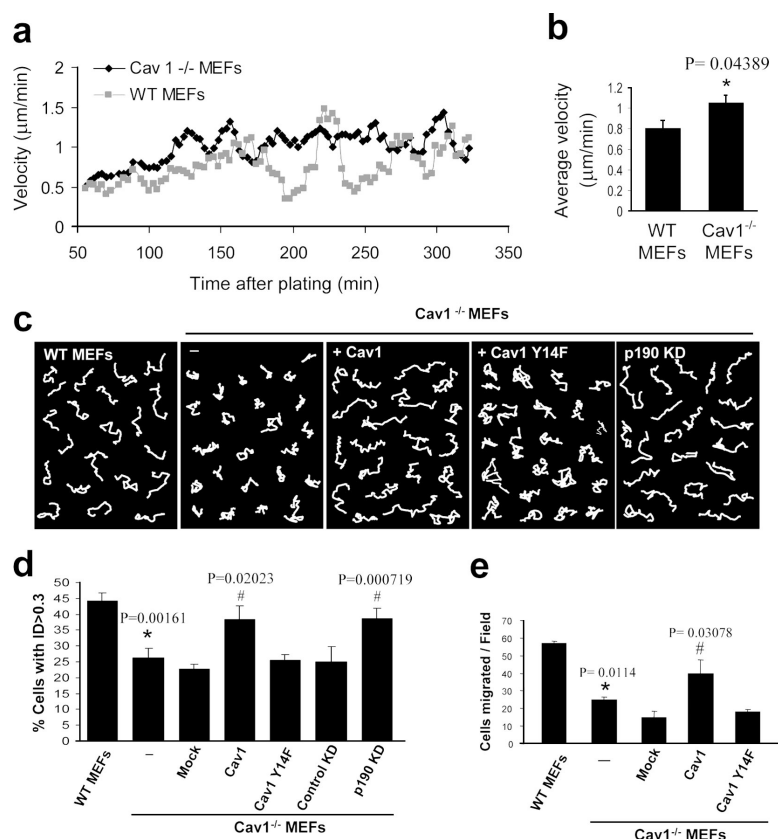 a
Cav 1 -/- MEFs
WT MEFs
Velocity (µm/min)
2
1.5
1
0.5
0
50 100 150 200 250 300 350
Time after plating (min)
b
P= 0.04389
*
Average velocity
(µm/min)
1.2
1
0.8
0.6
0.4
0.2
0
WT
MEFs
Cav1-/-
MEFs
c
Cav1 -/- MEFs
WT MEFs
–
+ Cav1
+ Cav1 Y14F
p190 KD
d
% Cells with ID>0.3
50
45
40
35
30
25
20
15
10
5
0
P=0.00161
*
P=0.02023
#
P=0.000719
#
WT MEFs
–
Mock
Cav1
Cav1 Y14F
Control KD
p190 KD
Cav1-/- MEFs
e
Cells migrated / Field
70
60
50
40
30
20
10
0
P= 0.0114
*
P= 0.03078
#
WT MEFs
–
Mock
Cav1
Cav1 Y14F
Cav1-/- MEFs